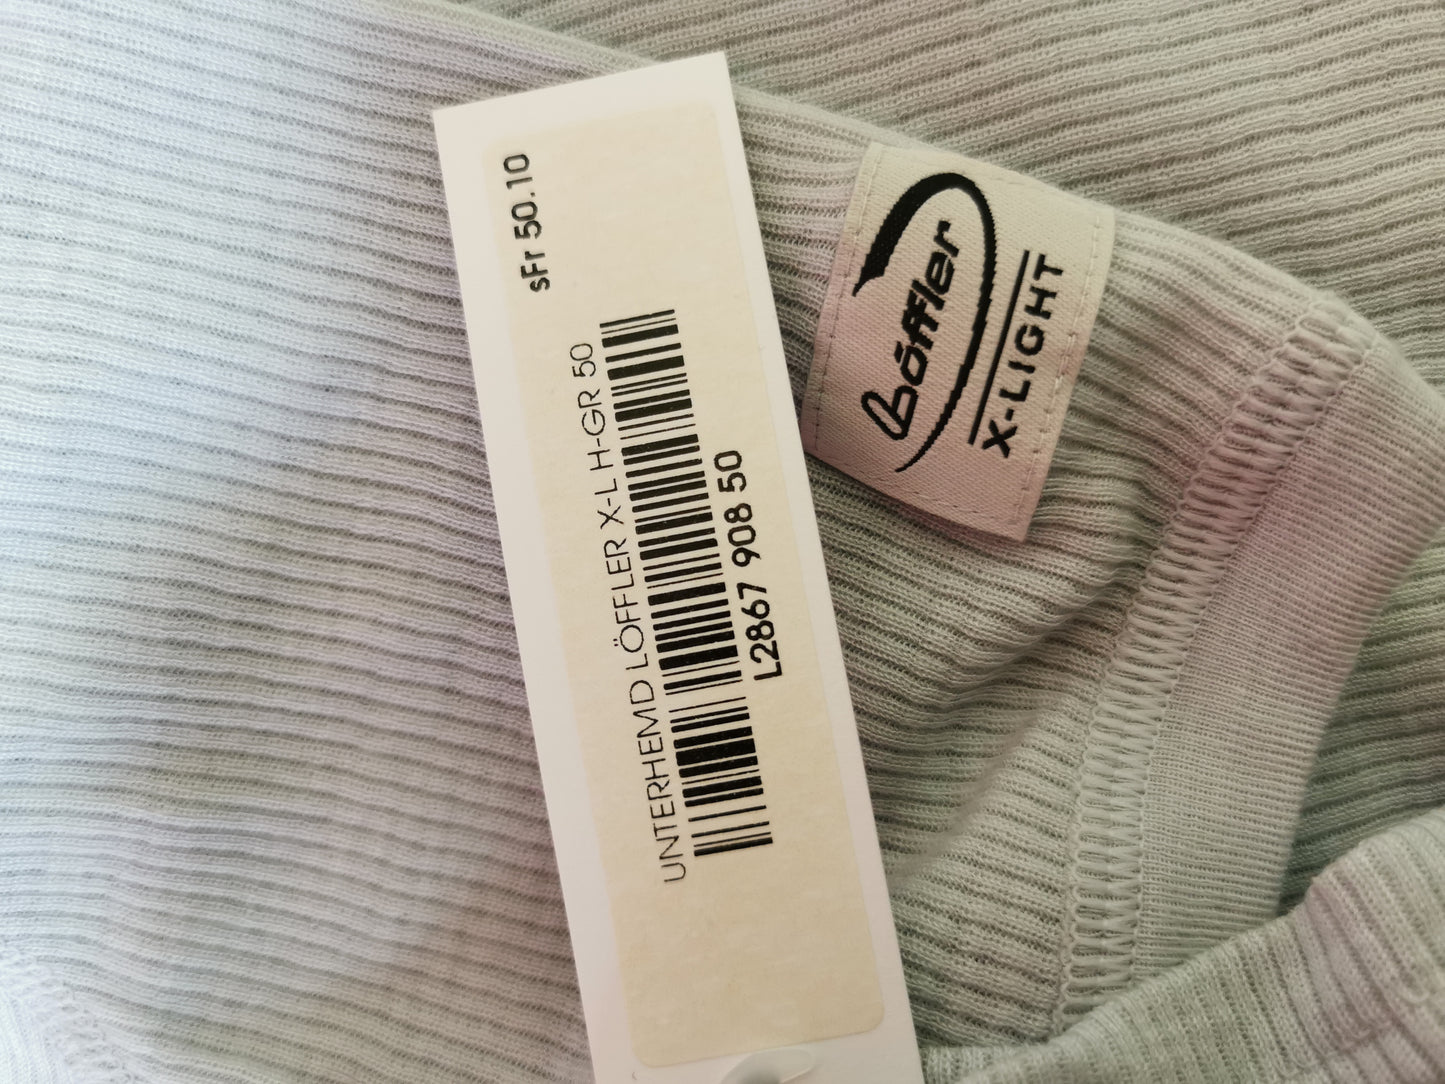 sFr 50.10
UNTERHEMD LÖFFLER X-L H-GR 50
L2867 908 50
löffler
X-LIGHT